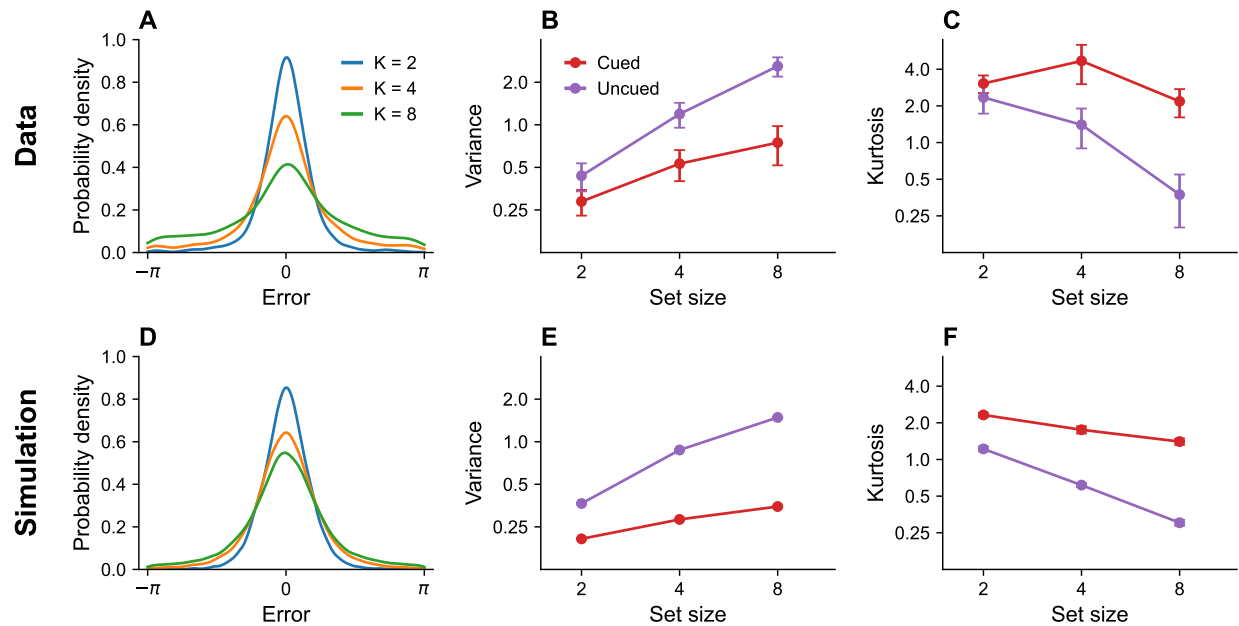 A
B
C
Data
Probability density
1.0
0.8
0.6
0.4
0.2
0.0
K = 2
K = 4
K = 8
−π
0
π
Error
Variance
2.0
1.0
0.5
0.25
Cued
Uncued
2
4
8
Set size
Kurtosis
4.0
2.0
1.0
0.5
0.25
2
4
8
Set size
D
E
F
Simulation
Probability density
1.0
0.8
0.6
0.4
0.2
0.0
−π
0
π
Error
Variance
2.0
1.0
0.5
0.25
2
4
8
Set size
Kurtosis
4.0
2.0
1.0
0.5
0.25
2
4
8
Set size